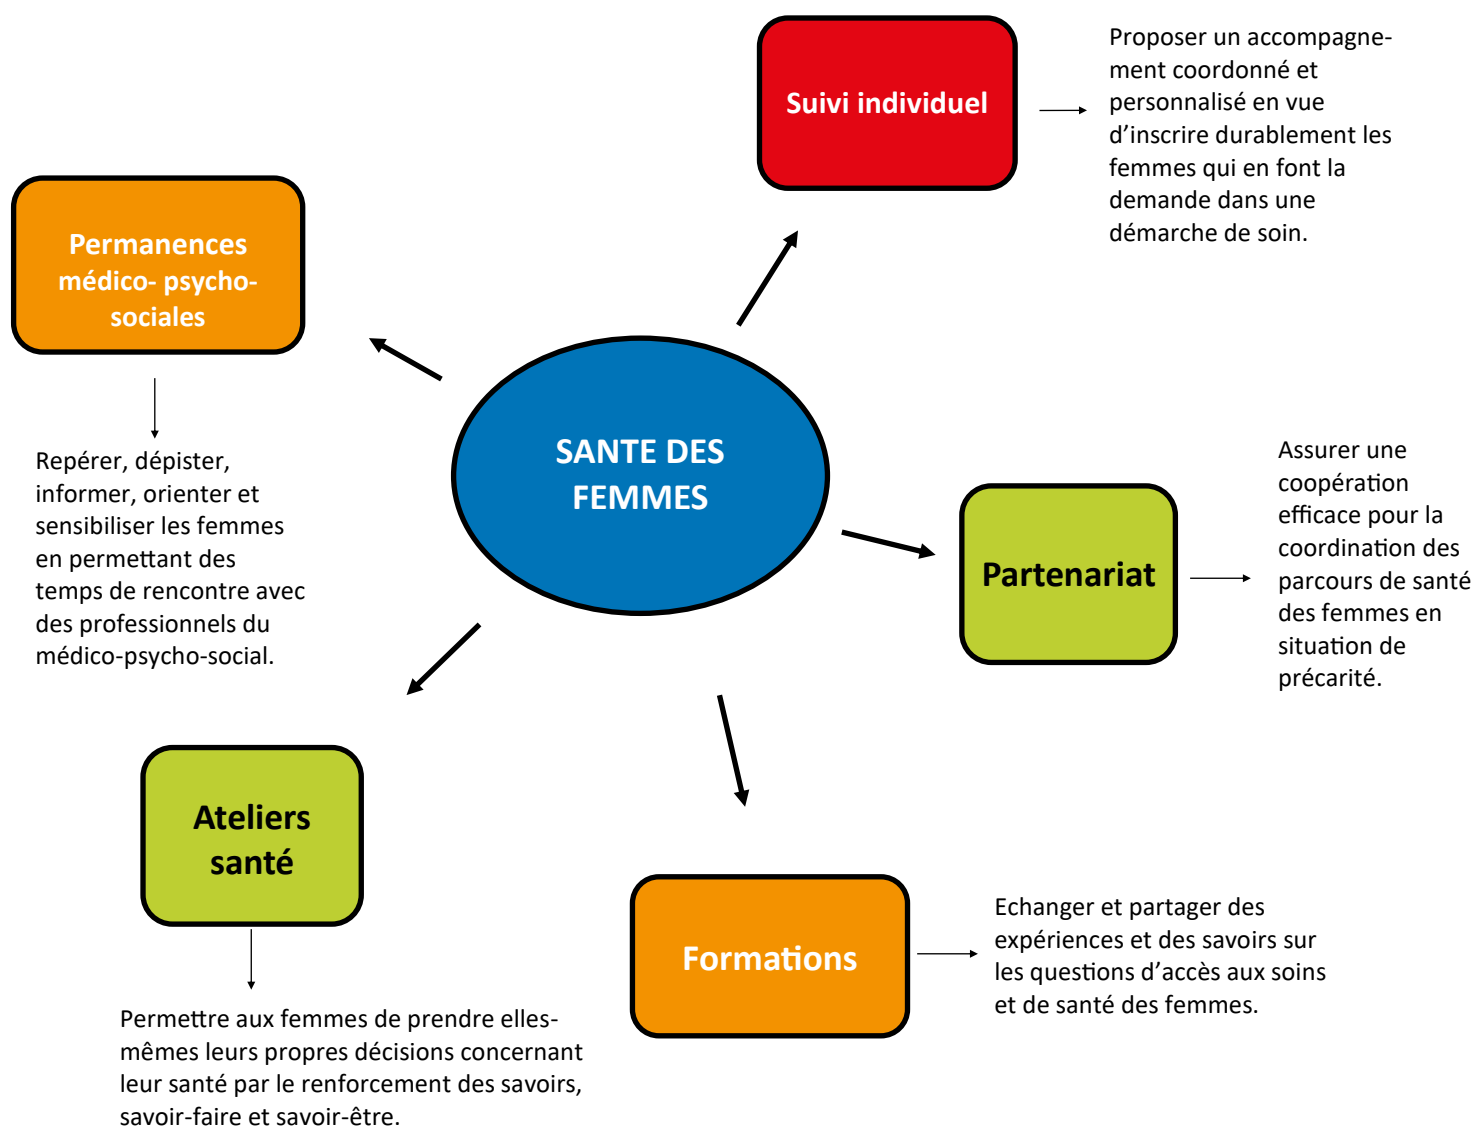 Suivi individuel
Proposer un accompagne-
ment coordonné et
personnalisé en vue
d’inscrire durablement les
femmes qui en font la
demande dans une
démarche de soin.
Permanences
médico- psycho-
sociales
Repérer, dépister,
informer, orienter et
sensibiliser les femmes
en permettant des
temps de rencontre avec
des professionnels du
médico-psycho-social.
SANTE DES
FEMMES
Partenariat
Assurer une
coopération
efficace pour la
coordination des
parcours de santé
des femmes en
situation de
précarité.
Ateliers
santé
Permettre aux femmes de prendre elles-
mêmes leurs propres décisions concernant
leur santé par le renforcement des savoirs,
savoir-faire et savoir-être.
Formations
Echanger et partager des
expériences et des savoirs sur
les questions d’accès aux soins
et de santé des femmes.